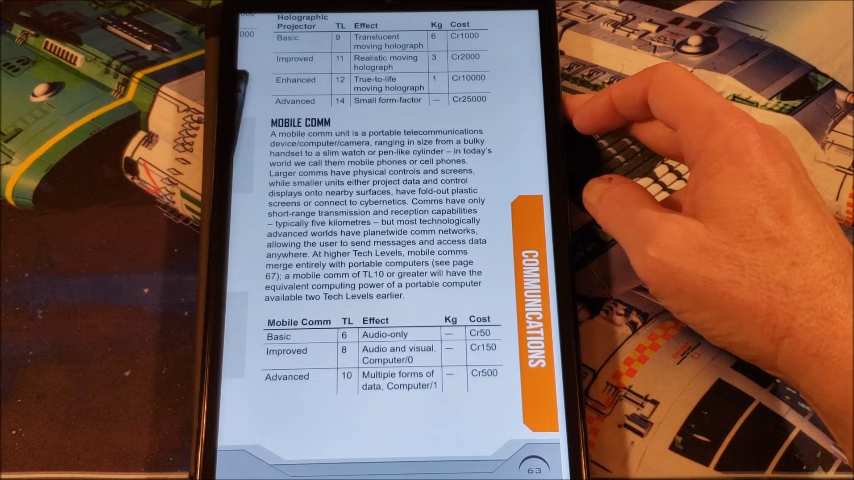 000
Holographic
Projector TL Effect Kg Cost
Basic 9 Translucent 6 Cr1000
moving holograph
Improved 11 Realistic moving 3 Cr2000
holograph
Enhanced 12 True-to-life 1 Cr10000
moving holograph
Advanced 14 Small form-factor — Cr25000
MOBILE COMM
A mobile comm unit is a portable telecommunications
device/computer/camera, ranging in size from a bulky
handset to a slim watch or pen-like cylinder – in today's
world we call them mobile phones or cell phones.
Larger comms have physical controls and screens,
while smaller units either project data and control
displays onto nearby surfaces, have fold-out plastic
screens or connect to cybernetics. Comms have only
short-range transmission and reception capabilities
– typically five kilometres – but most technologically
advanced worlds have planetwide comm networks,
allowing the user to send messages and access data
anywhere. At higher Tech Levels, mobile comms
merge entirely with portable computers (see page
67); a mobile comm of TL10 or greater will have the
equivalent computing power of a portable computer
available two Tech Levels earlier.
Mobile Comm TL Effect Kg Cost
Basic 6 Audio-only — Cr50
Improved 8 Audio and visual, — Cr150
Computer/0
Advanced 10 Multiple forms of — Cr500
data, Computer/1
COMMUNICATIONS
63